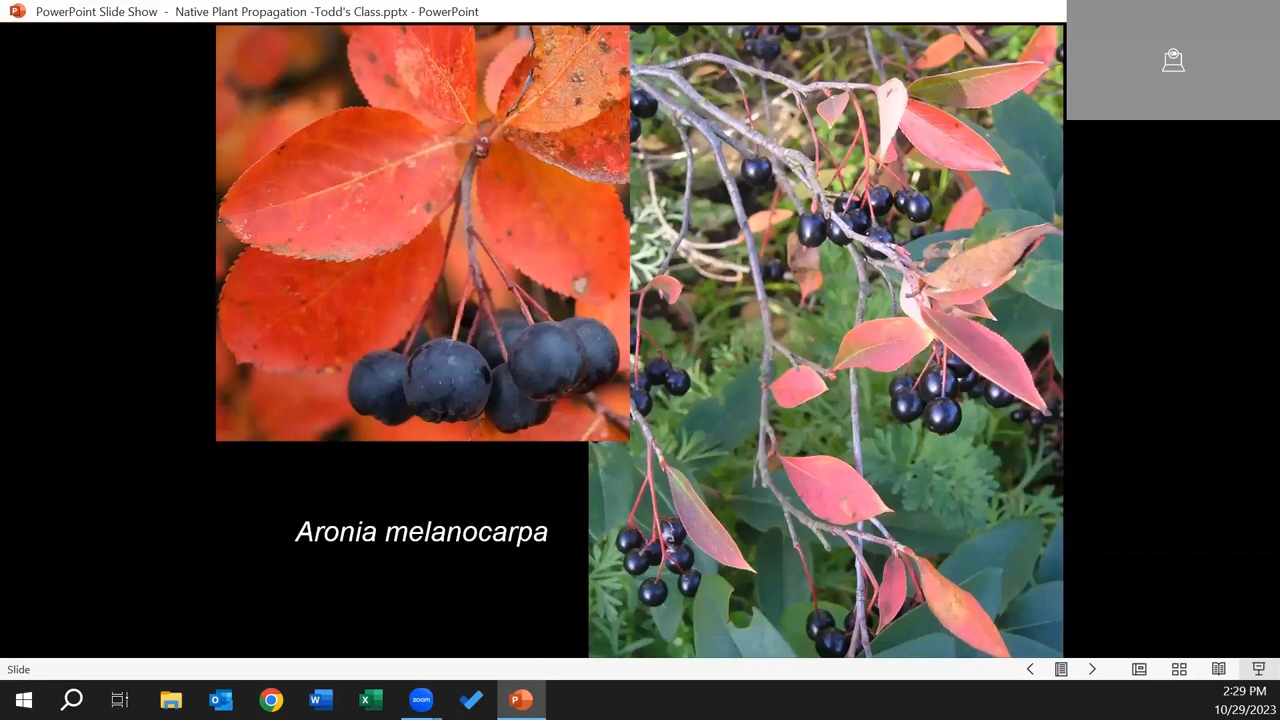 PowerPoint Slide Show - Native Plant Propagation -Todd's Class.pptx - PowerPoint
Aronia melanocarpa
Slide
zoom
2:29 PM
10/29/2023